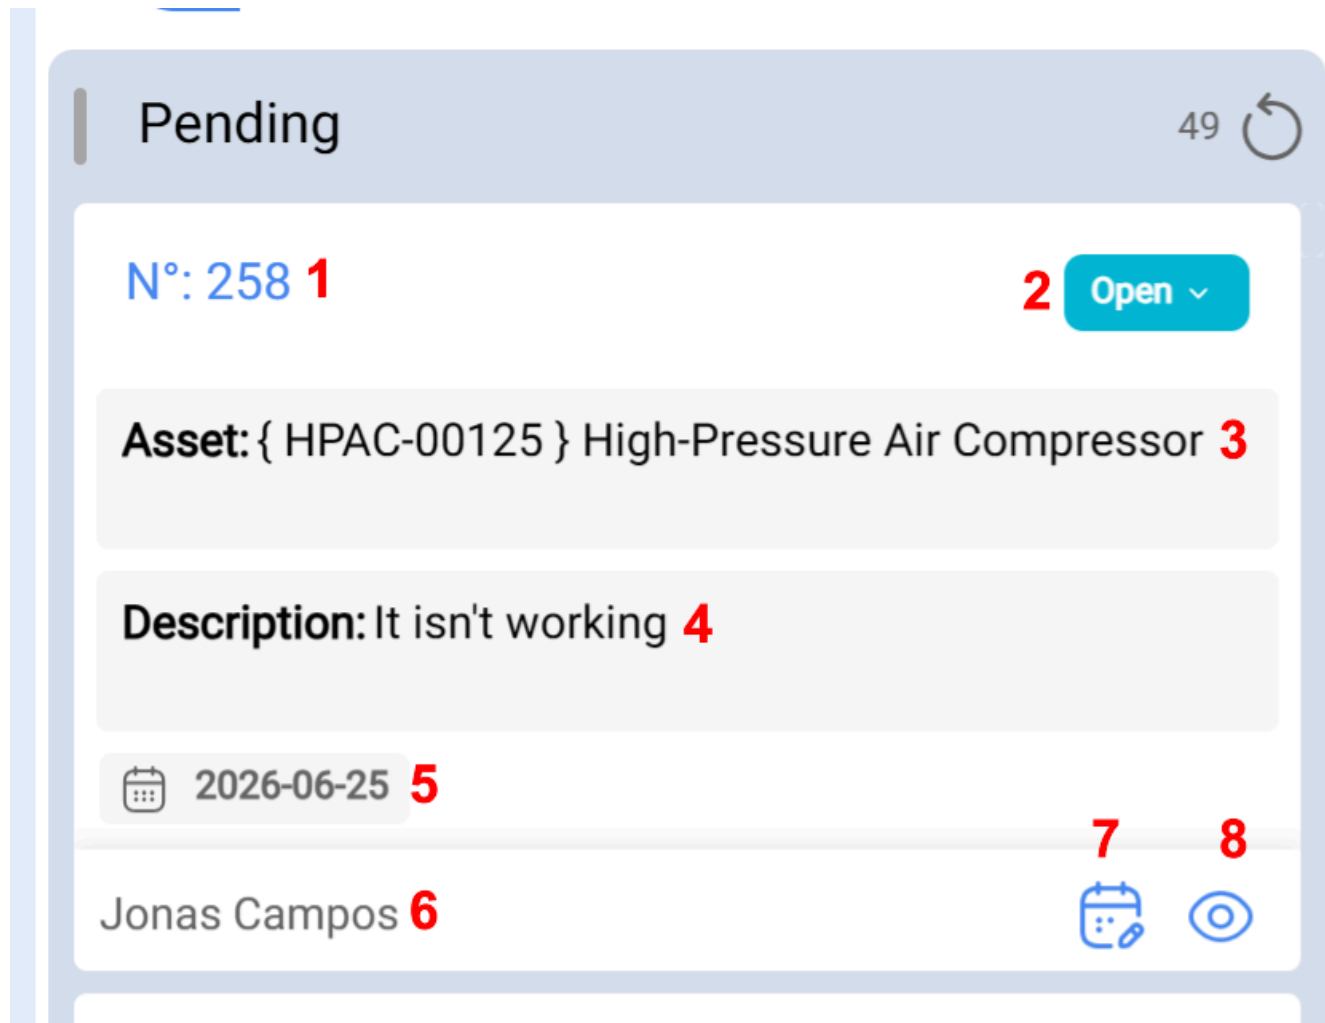 Pending
49
N°: 258 1
2 Open
Asset: { HPAC-00125 } High-Pressure Air Compressor 3
Description: It isn't working 4
2026-06-25 5
7 8
Jonas Campos 6